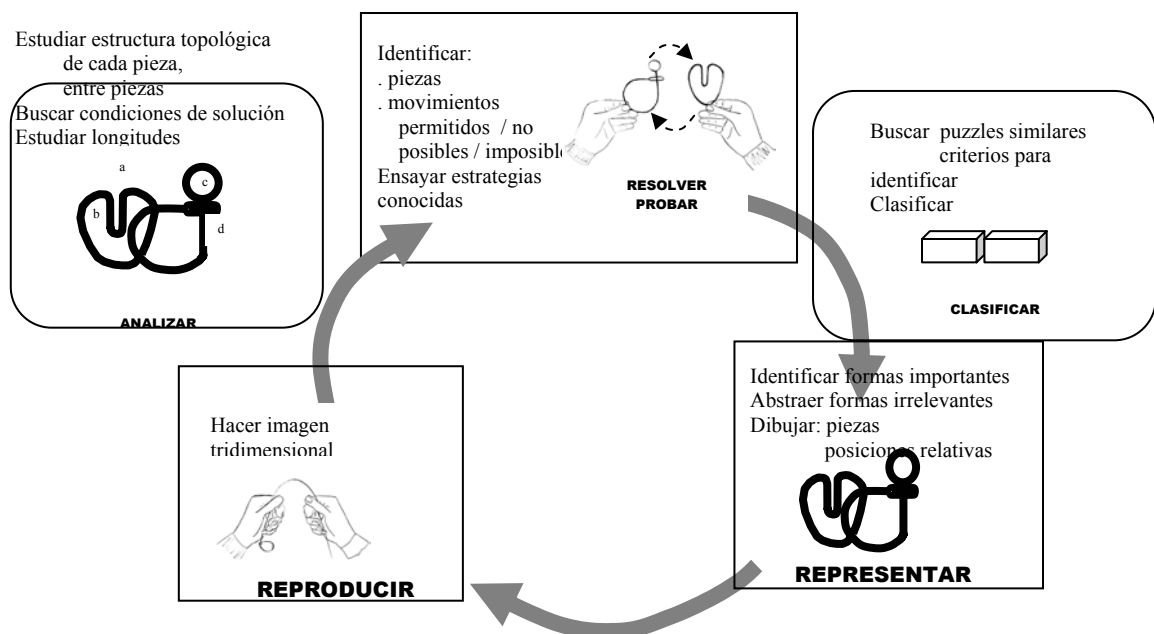 Estudiar estructura topológica
de cada pieza,
entre piezas
Buscar condiciones de solución
Estudiar longitudes
a
b
c
d
ANALIZAR
Identificar:
. piezas
. movimientos
permitidos / no
posibles / imposible
Ensayar estrategias
conocidas
RESOLVER
PROBAR
Buscar puzzles similares
criterios para
identificar
Clasificar
CLASIFICAR
Identificar formas importantes
Abstraer formas irrelevantes
Dibujar: piezas
posiciones relativas
REPRESENTAR
Hacer imagen
tridimensional
REPRODUCIR